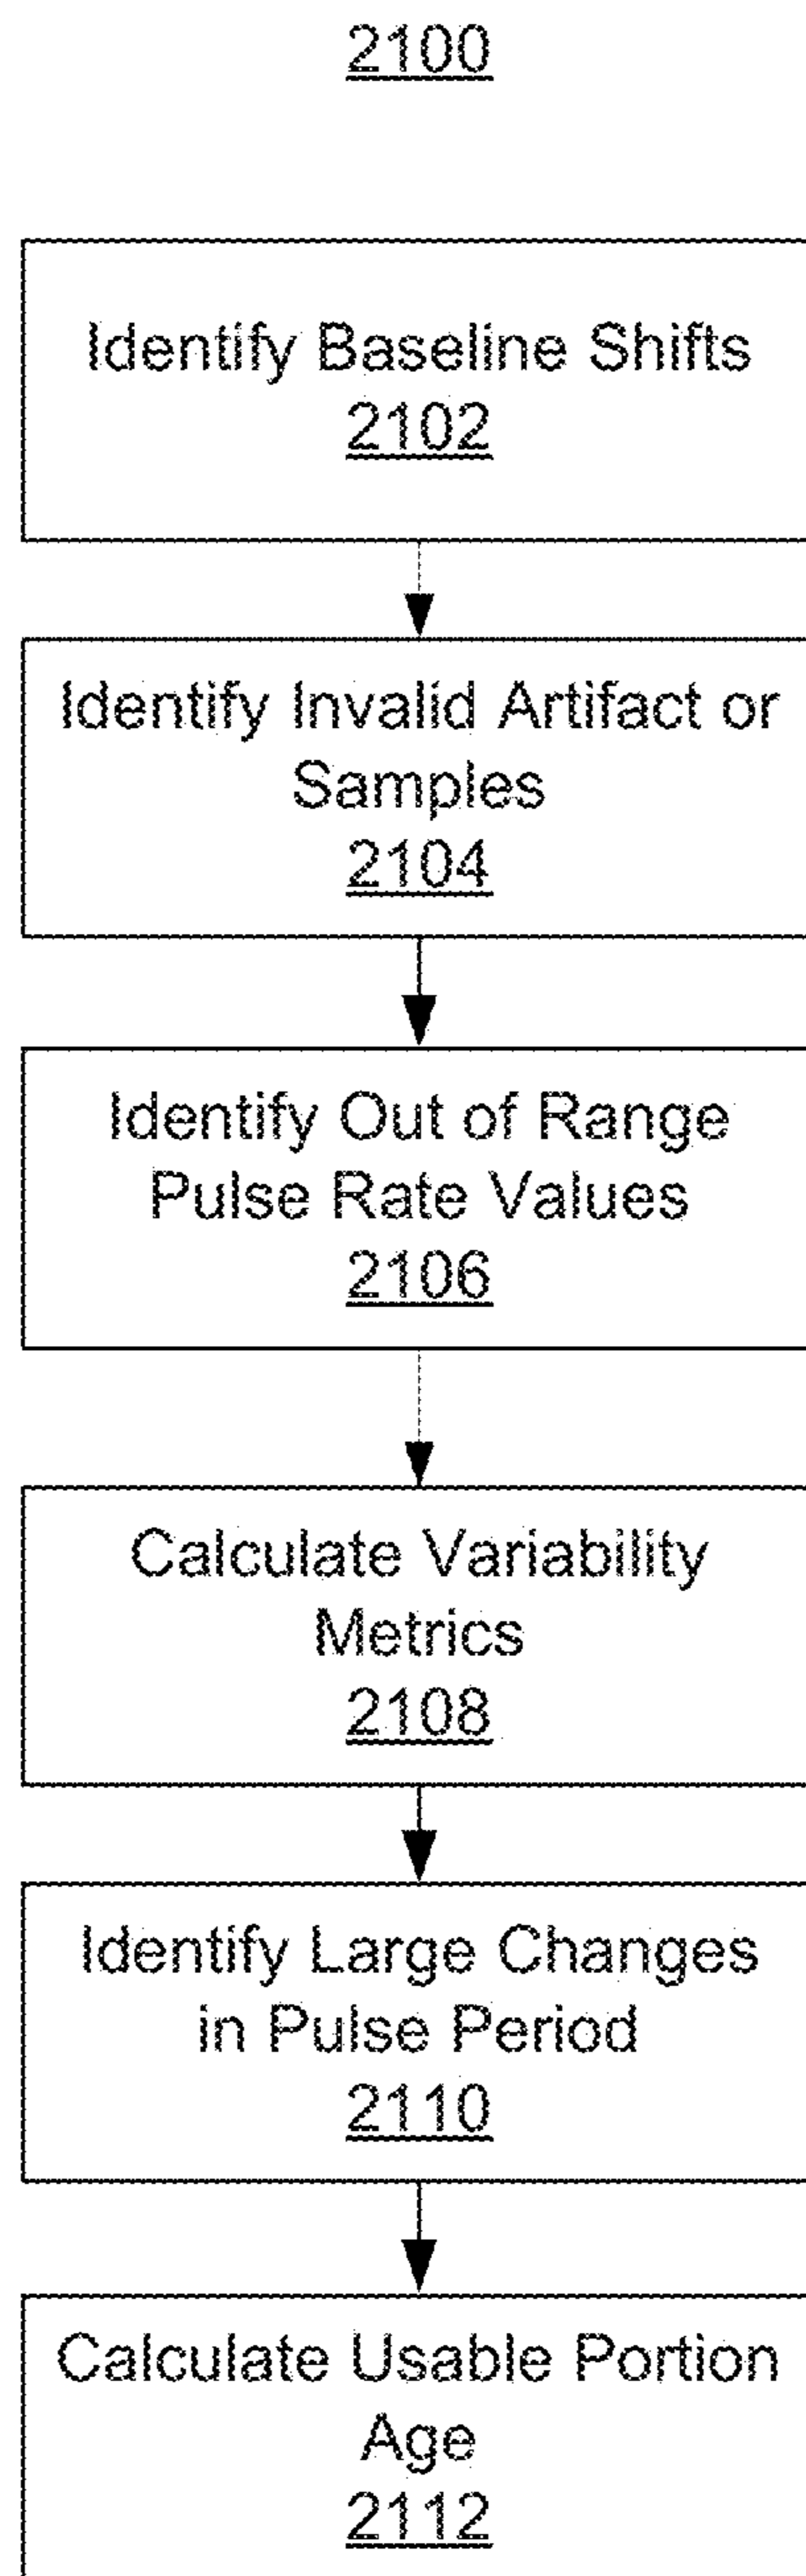 2100
Identify Baseline Shifts
2102
Identify Invalid Artifact or
Samples
2104
Identify Out of Range
Pulse Rate Values
2106
Calculate Variability
Metrics
2108
Identify Large Changes
in Pulse Period
2110
Calculate Usable Portion
Age
2112